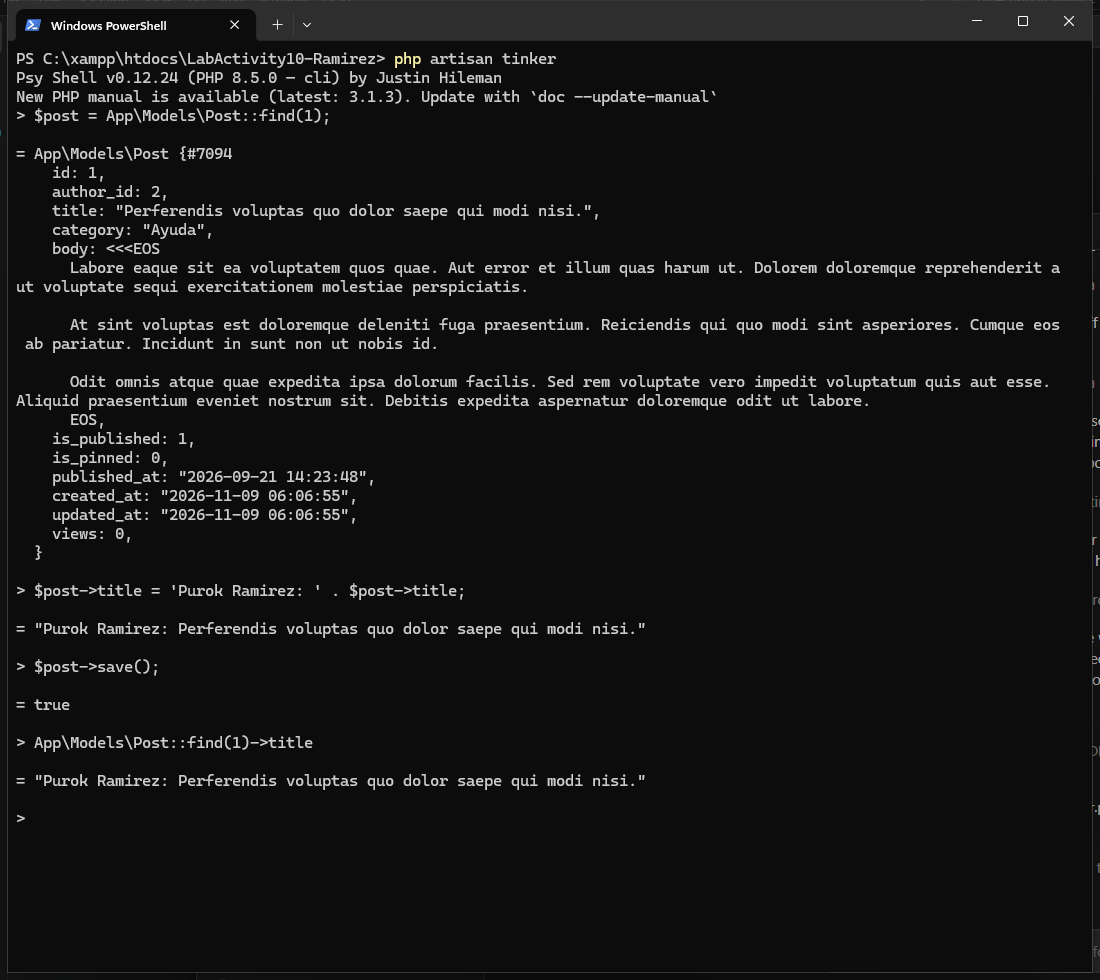 Windows PowerShell
PS C:\xampp\htdocs\LabActivity10-Ramirez> php artisan tinker
Psy Shell v0.12.24 (PHP 8.5.0 — cli) by Justin Hileman
New PHP manual is available (latest: 3.1.3). Update with `doc --update-manual`
> $post = App\Models\Post::find(1);
= App\Models\Post {#7094
    id: 1,
    author_id: 2,
    title: "Perferendis voluptas quo dolor saepe qui modi nisi.",
    category: "Ayuda",
    body: <<<EOS
      Labore eaque sit ea voluptatem quos quae. Aut error et illum quas harum ut. Dolorem doloremque reprehenderit a
ut voluptate sequi exercitationem molestiae perspiciatis.
      At sint voluptas est doloremque deleniti fuga praesentium. Reiciendis qui quo modi sint asperiores. Cumque eos
 ab pariatur. Incidunt in sunt non ut nobis id.
      Odit omnis atque quae expedita ipsa dolorum facilis. Sed rem voluptate vero impedit voluptatum quis aut esse.
Aliquid praesentium eveniet nostrum sit. Debitis expedita aspernatur doloremque odit ut labore.
      EOS,
    is_published: 1,
    is_pinned: 0,
    published_at: "2026-09-21 14:23:48",
    created_at: "2026-11-09 06:06:55",
    updated_at: "2026-11-09 06:06:55",
    views: 0,
  }
> $post->title = 'Purok Ramirez: ' . $post->title;
= "Purok Ramirez: Perferendis voluptas quo dolor saepe qui modi nisi."
> $post->save();
= true
> App\Models\Post::find(1)->title
= "Purok Ramirez: Perferendis voluptas quo dolor saepe qui modi nisi."
>